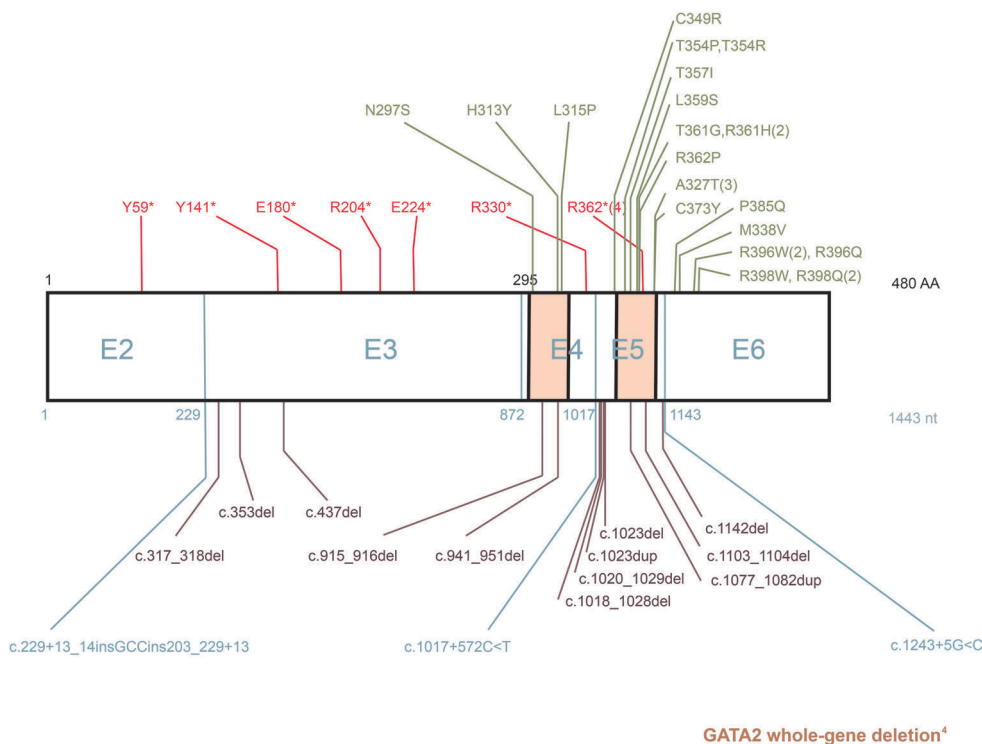 C349R
T354P,T354R
T357I
L359S
T361G,R361H(2)
R362P
A327T(3)
C373Y
P385Q
M338V
R396W(2), R396Q
R398W, R398Q(2)
N297S
H313Y
L315P
Y59*
Y141*
E180*
R204*
E224*
R330*
R362*(4)
1
295
480 AA
E2
E3
E4
E5
E6
1
229
872
1017
1143
1443 nt
c.353del
c.437del
c.317_318del
c.915_916del
c.941_951del
c.1023del
c.1023dup
c.1020_1029del
c.1018_1028del
c.1142del
c.1103_1104del
c.1077_1082dup
c.229+13_14insGCCins203_229+13
c.1017+572C<T
c.1243+5G<C
GATA2 whole-gene deletion⁴